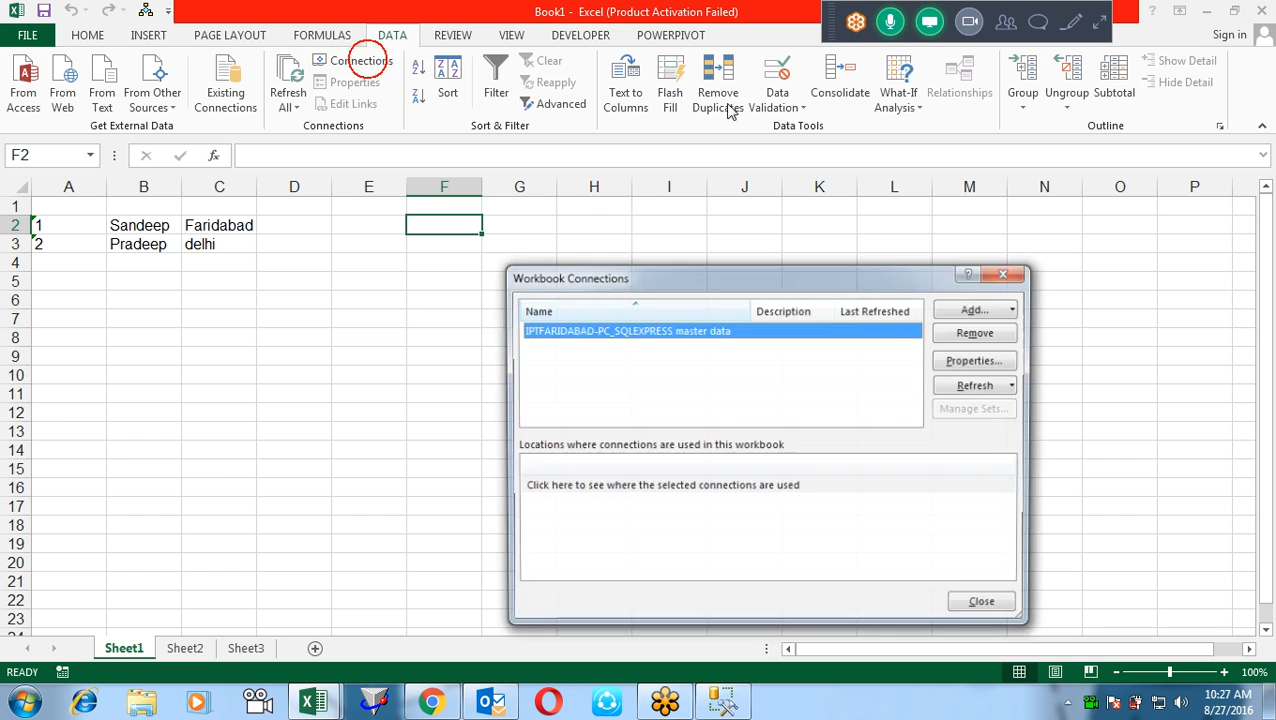 Book1 - Excel (Product Activation Failed)
FILE HOME INSERT PAGE LAYOUT FORMULAS DATA REVIEW VIEW DEVELOPER POWERPIVOT Sign in
From Access
From Web
From Text
From Other Sources
Existing Connections
Get External Data
Refresh All
Connections
Properties
Edit Links
Connections
Sort
Filter
Clear
Reapply
Advanced
Sort & Filter
Text to Columns
Flash Fill
Remove Duplicates
Data Validation
Consolidate
What-If Analysis
Relationships
Data Tools
Group
Ungroup
Subtotal
Show Detail
Hide Detail
Outline
F2
A B C D E F G H I J K L M N O P
1
2 1 Sandeep Faridabad
3 2 Pradeep delhi
4
5
6
7
8
9
10
11
12
13
14
15
16
17
18
19
20
21
22
23
Workbook Connections
Name Description Last Refreshed
IPTFARIDABAD-PC_SQLEXPRESS master data
Add...
Remove
Properties...
Refresh
Manage Sets...
Locations where connections are used in this workbook
Click here to see where the selected connections are used
Close
Sheet1 Sheet2 Sheet3
READY 100%
10:27 AM
8/27/2016